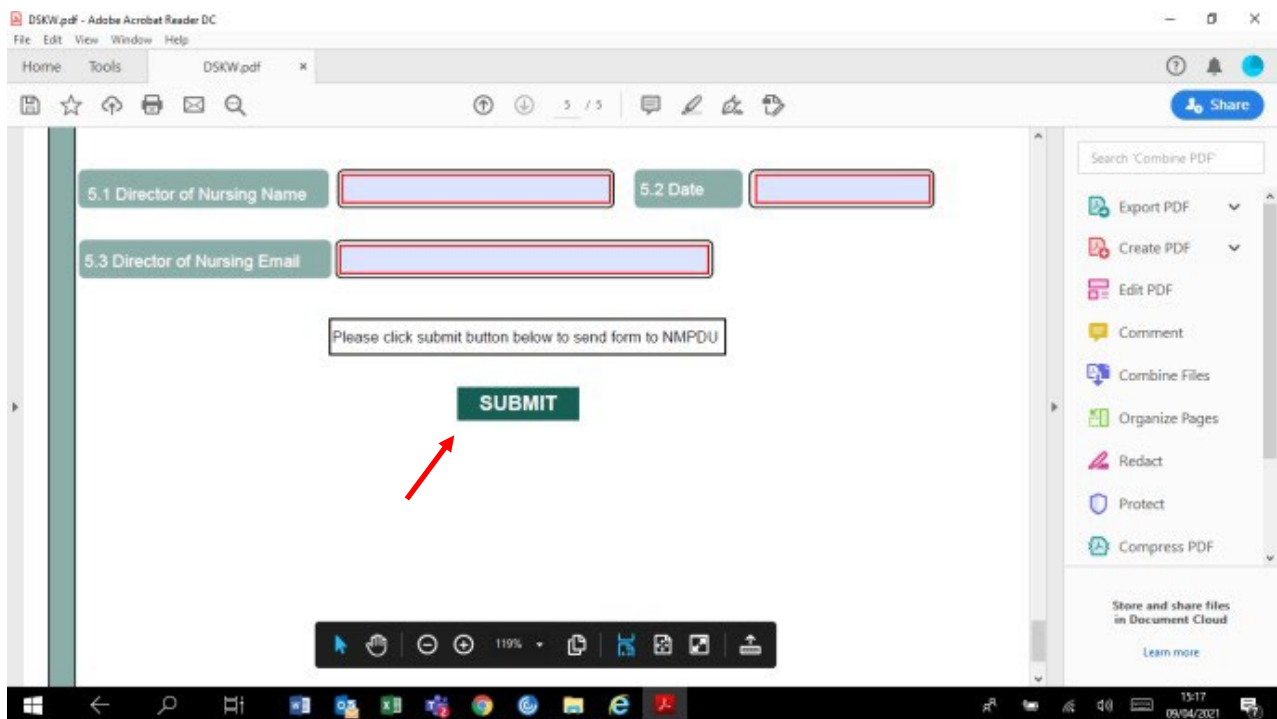 DSKW.pdf - Adobe Acrobat Reader DC
File Edit View Window Help
Home Tools DSKW.pdf ×
5 / 5
Share
5.1 Director of Nursing Name
5.2 Date
5.3 Director of Nursing Email
Please click submit button below to send form to NMPDU
SUBMIT
119%
Search 'Combine PDF'
Export PDF
Create PDF
Edit PDF
Comment
Combine Files
Organize Pages
Redact
Protect
Compress PDF
Store and share files
in Document Cloud
Learn more
15:17
09/04/2021